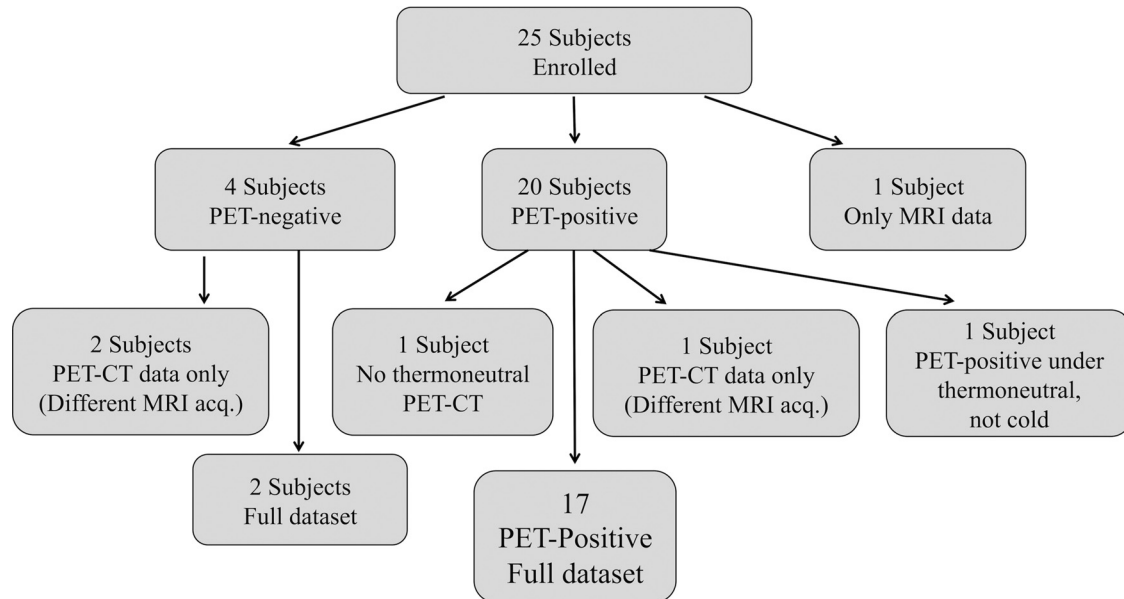 25 Subjects
Enrolled
4 Subjects
PET-negative
20 Subjects
PET-positive
1 Subject
Only MRI data
2 Subjects
PET-CT data only
(Different MRI acq.)
1 Subject
No thermoneutral
PET-CT
1 Subject
PET-CT data only
(Different MRI acq.)
1 Subject
PET-positive under
thermoneutral,
not cold
2 Subjects
Full dataset
17
PET-Positive
Full dataset